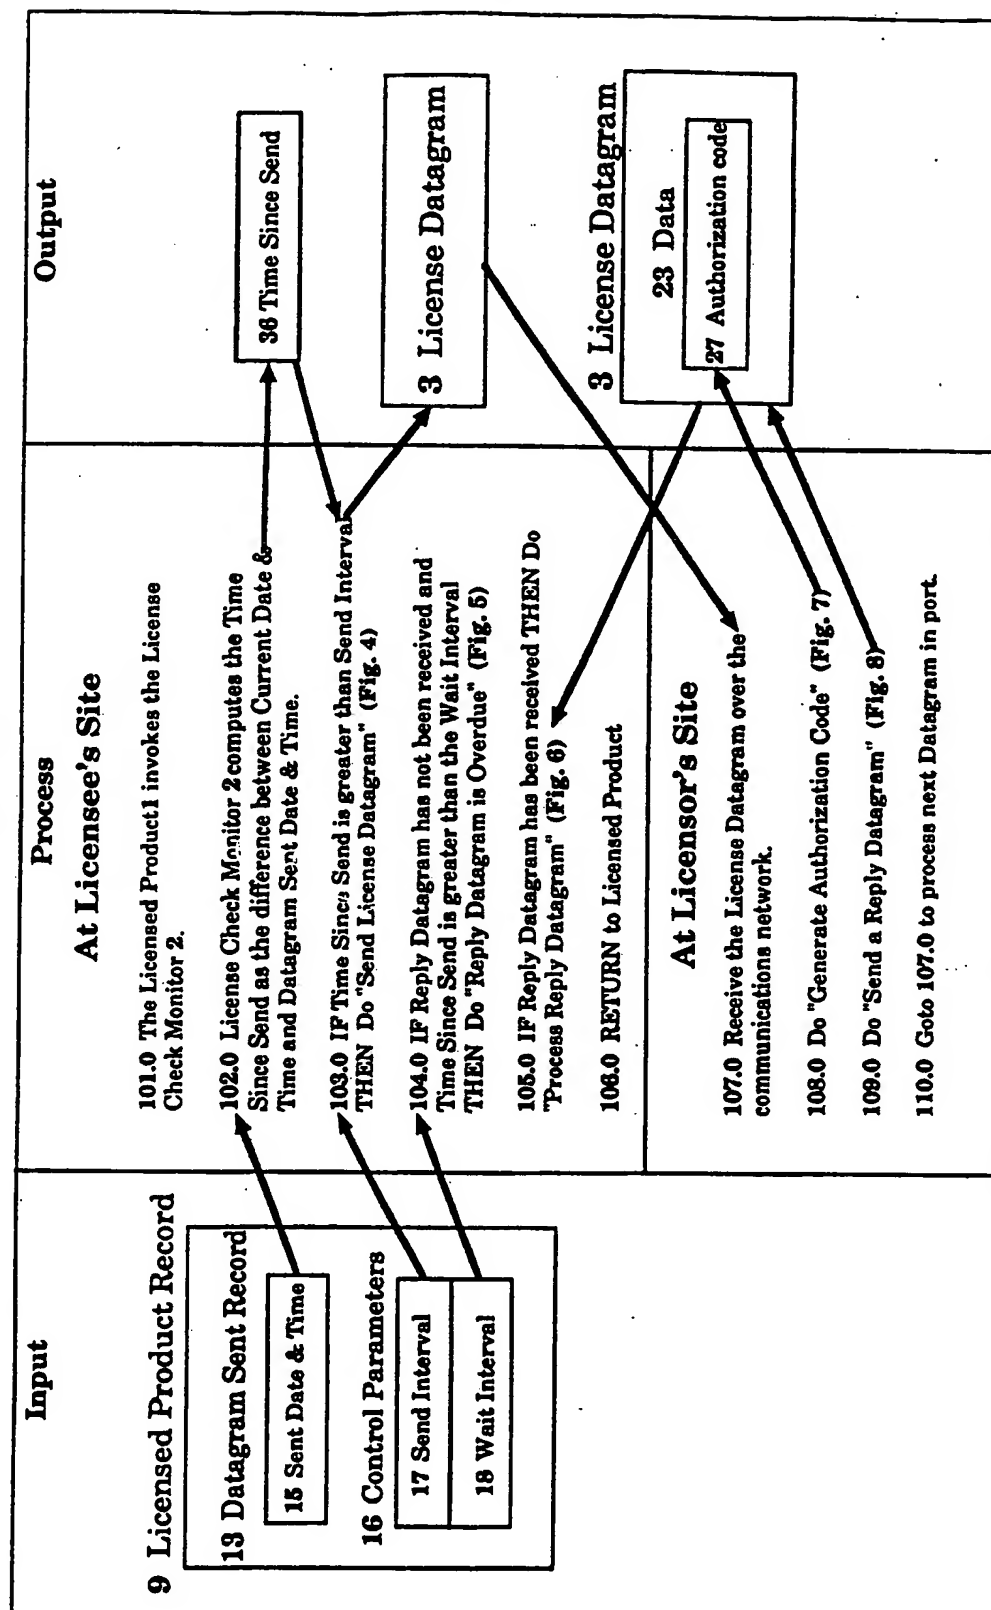 Input
9 Licensed Product Record
13 Datagram Sent Record
15 Sent Date & Time
16 Control Parameters
17 Send Interval
18 Wait Interval
Process
At Licensee's Site
101.0 The Licensed Product1 invokes the License
Check Monitor 2.
102.0 License Check Monitor 2 computes the Time
Since Send as the difference between Current Date &
Time and Datagram Sent Date & Time.
103.0 IF Time Since Send is greater than Send Interval
THEN Do "Send License Datagram" (Fig. 4)
104.0 IF Reply Datagram has not been received and
Time Since Send is greater than the Wait Interval
THEN Do "Reply Datagram is Overdue" (Fig. 5)
105.0 IF Reply Datagram has been received THEN Do
"Process Reply Datagram" (Fig. 6)
106.0 RETURN to Licensed Product
At Licensor's Site
107.0 Receive the License Datagram over the
communications network.
108.0 Do "Generate Authorization Code" (Fig. 7)
109.0 Do "Send a Reply Datagram" (Fig. 8)
110.0 Goto 107.0 to process next Datagram in port.
Output
36 Time Since Send
3 License Datagram
3 License Datagram
23 Data
27 Authorization code